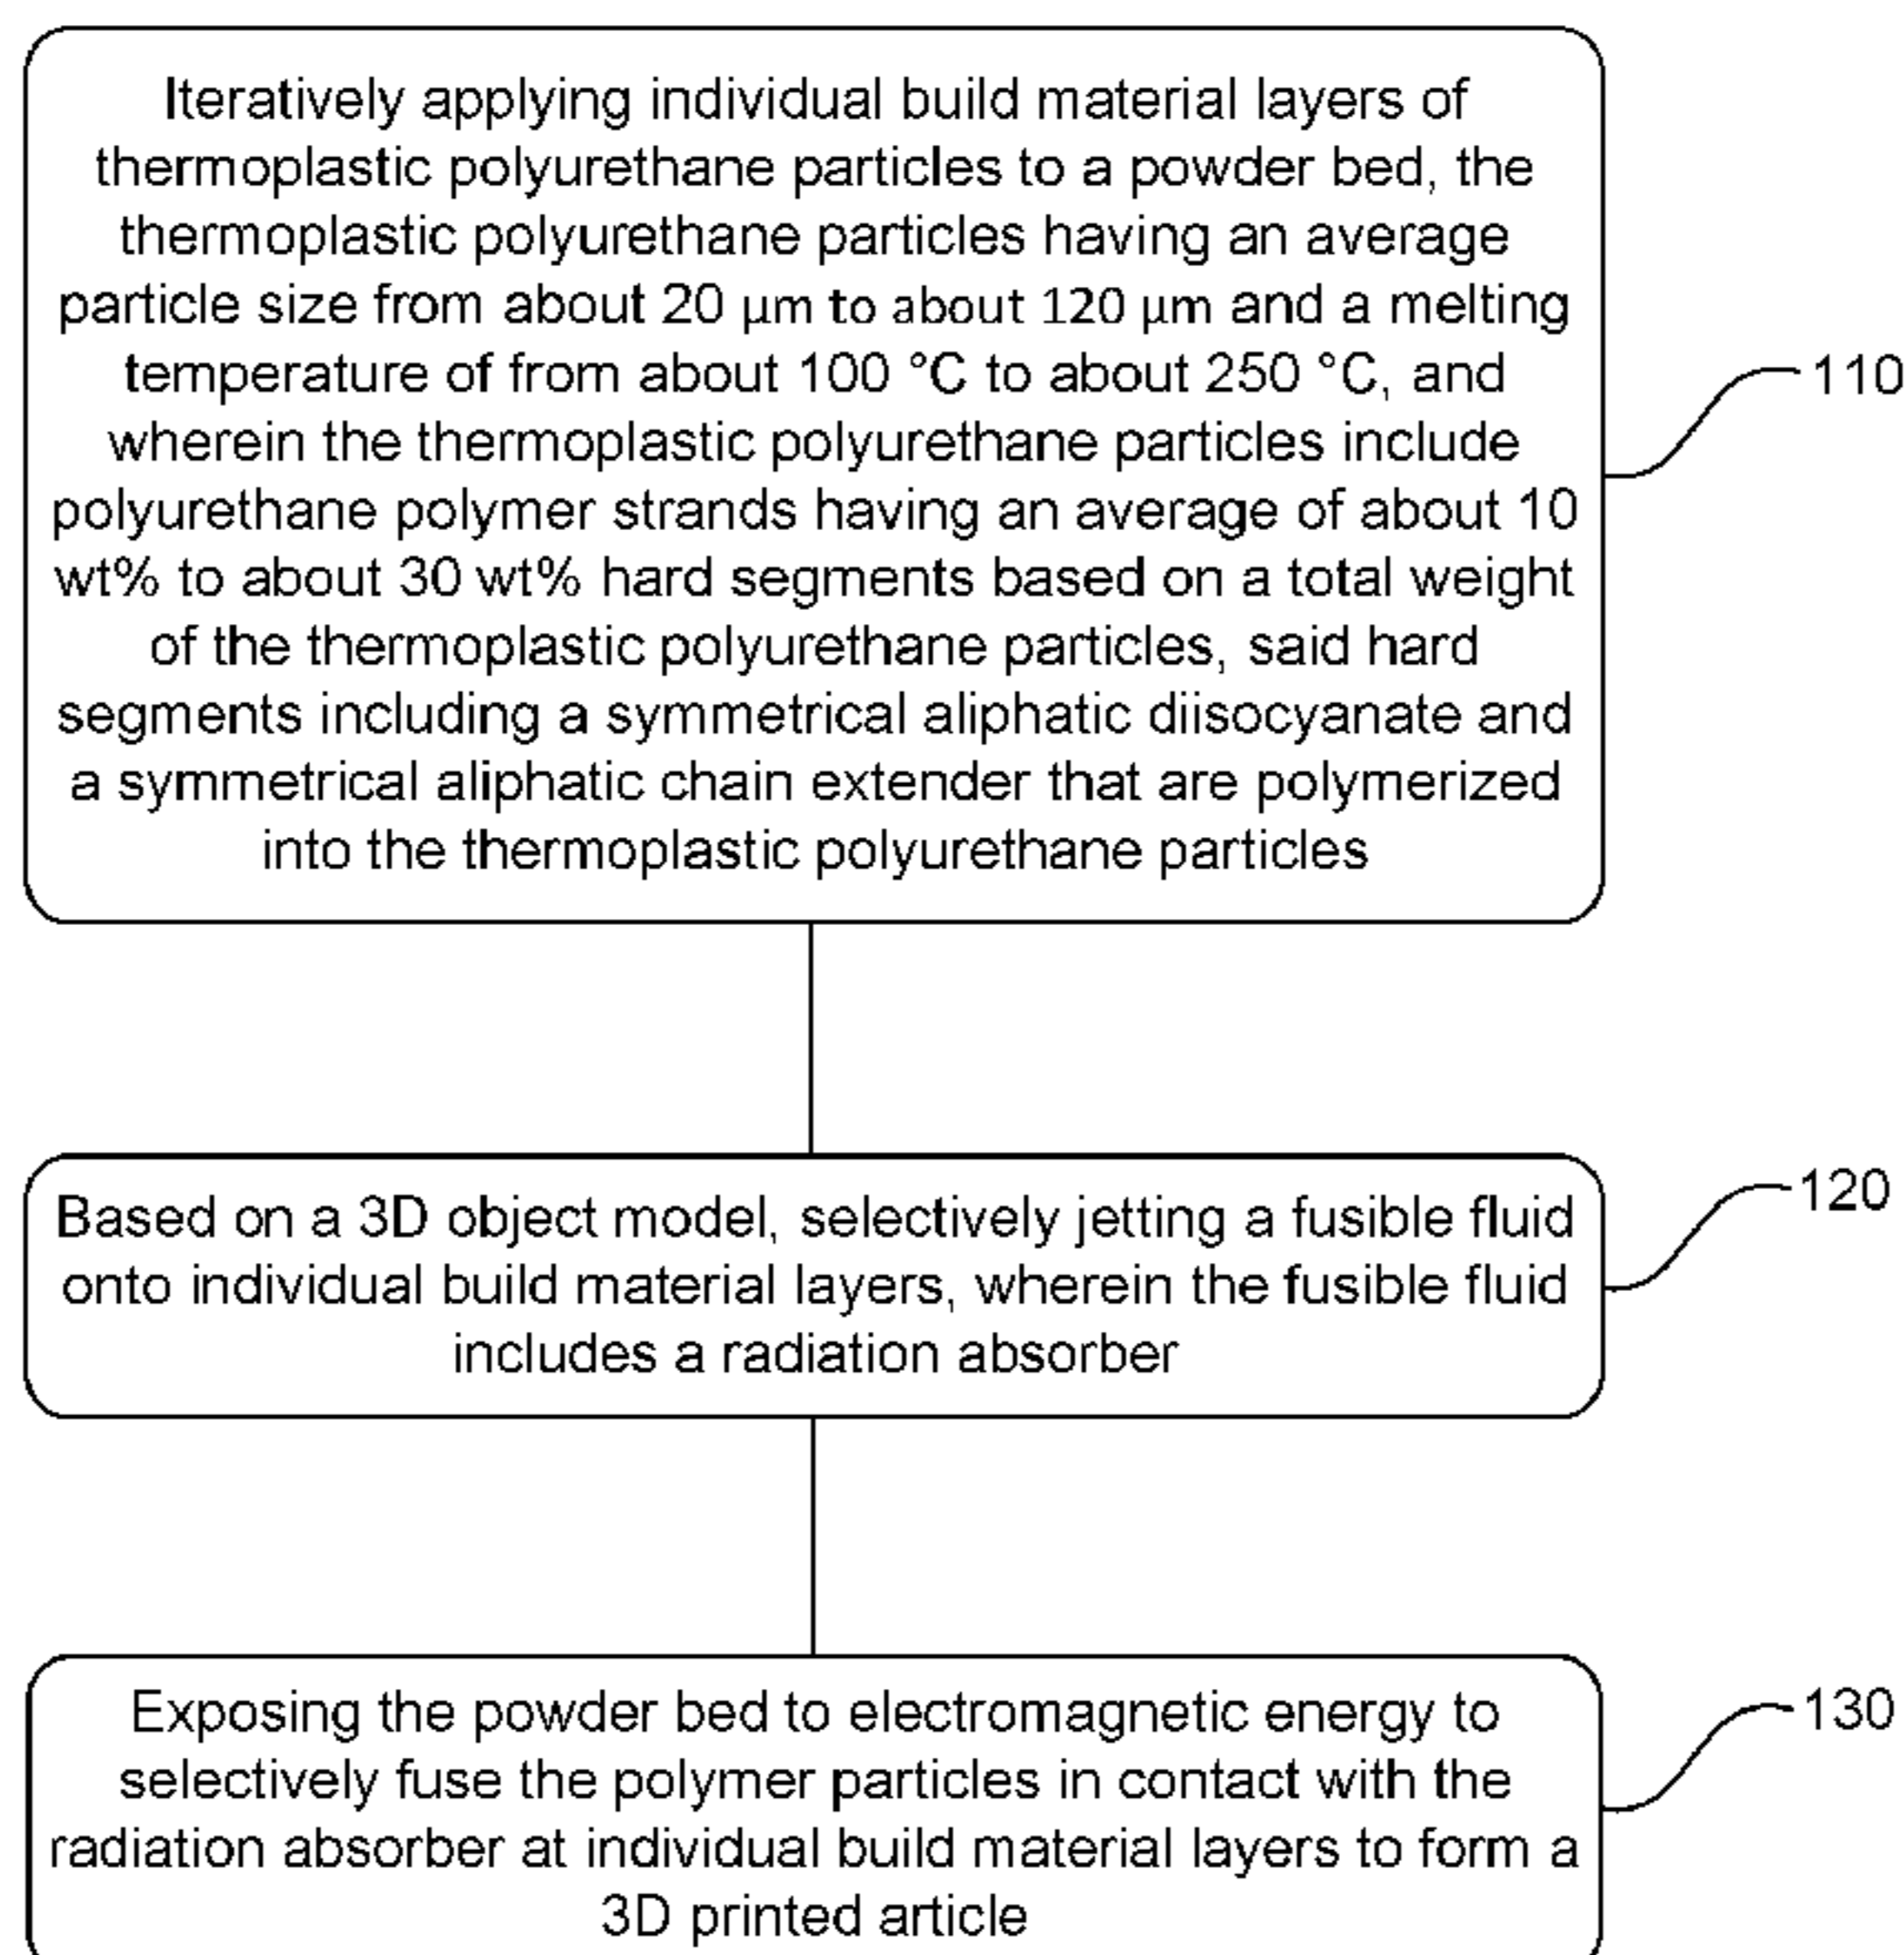 Iteratively applying individual build material layers of
thermoplastic polyurethane particles to a powder bed, the
thermoplastic polyurethane particles having an average
particle size from about 20 µm to about 120 µm and a melting
temperature of from about 100 °C to about 250 °C, and
wherein the thermoplastic polyurethane particles include
polyurethane polymer strands having an average of about 10
wt% to about 30 wt% hard segments based on a total weight
of the thermoplastic polyurethane particles, said hard
segments including a symmetrical aliphatic diisocyanate and
a symmetrical aliphatic chain extender that are polymerized
into the thermoplastic polyurethane particles
110
Based on a 3D object model, selectively jetting a fusible fluid
onto individual build material layers, wherein the fusible fluid
includes a radiation absorber
120
Exposing the powder bed to electromagnetic energy to
selectively fuse the polymer particles in contact with the
radiation absorber at individual build material layers to form a
3D printed article
130